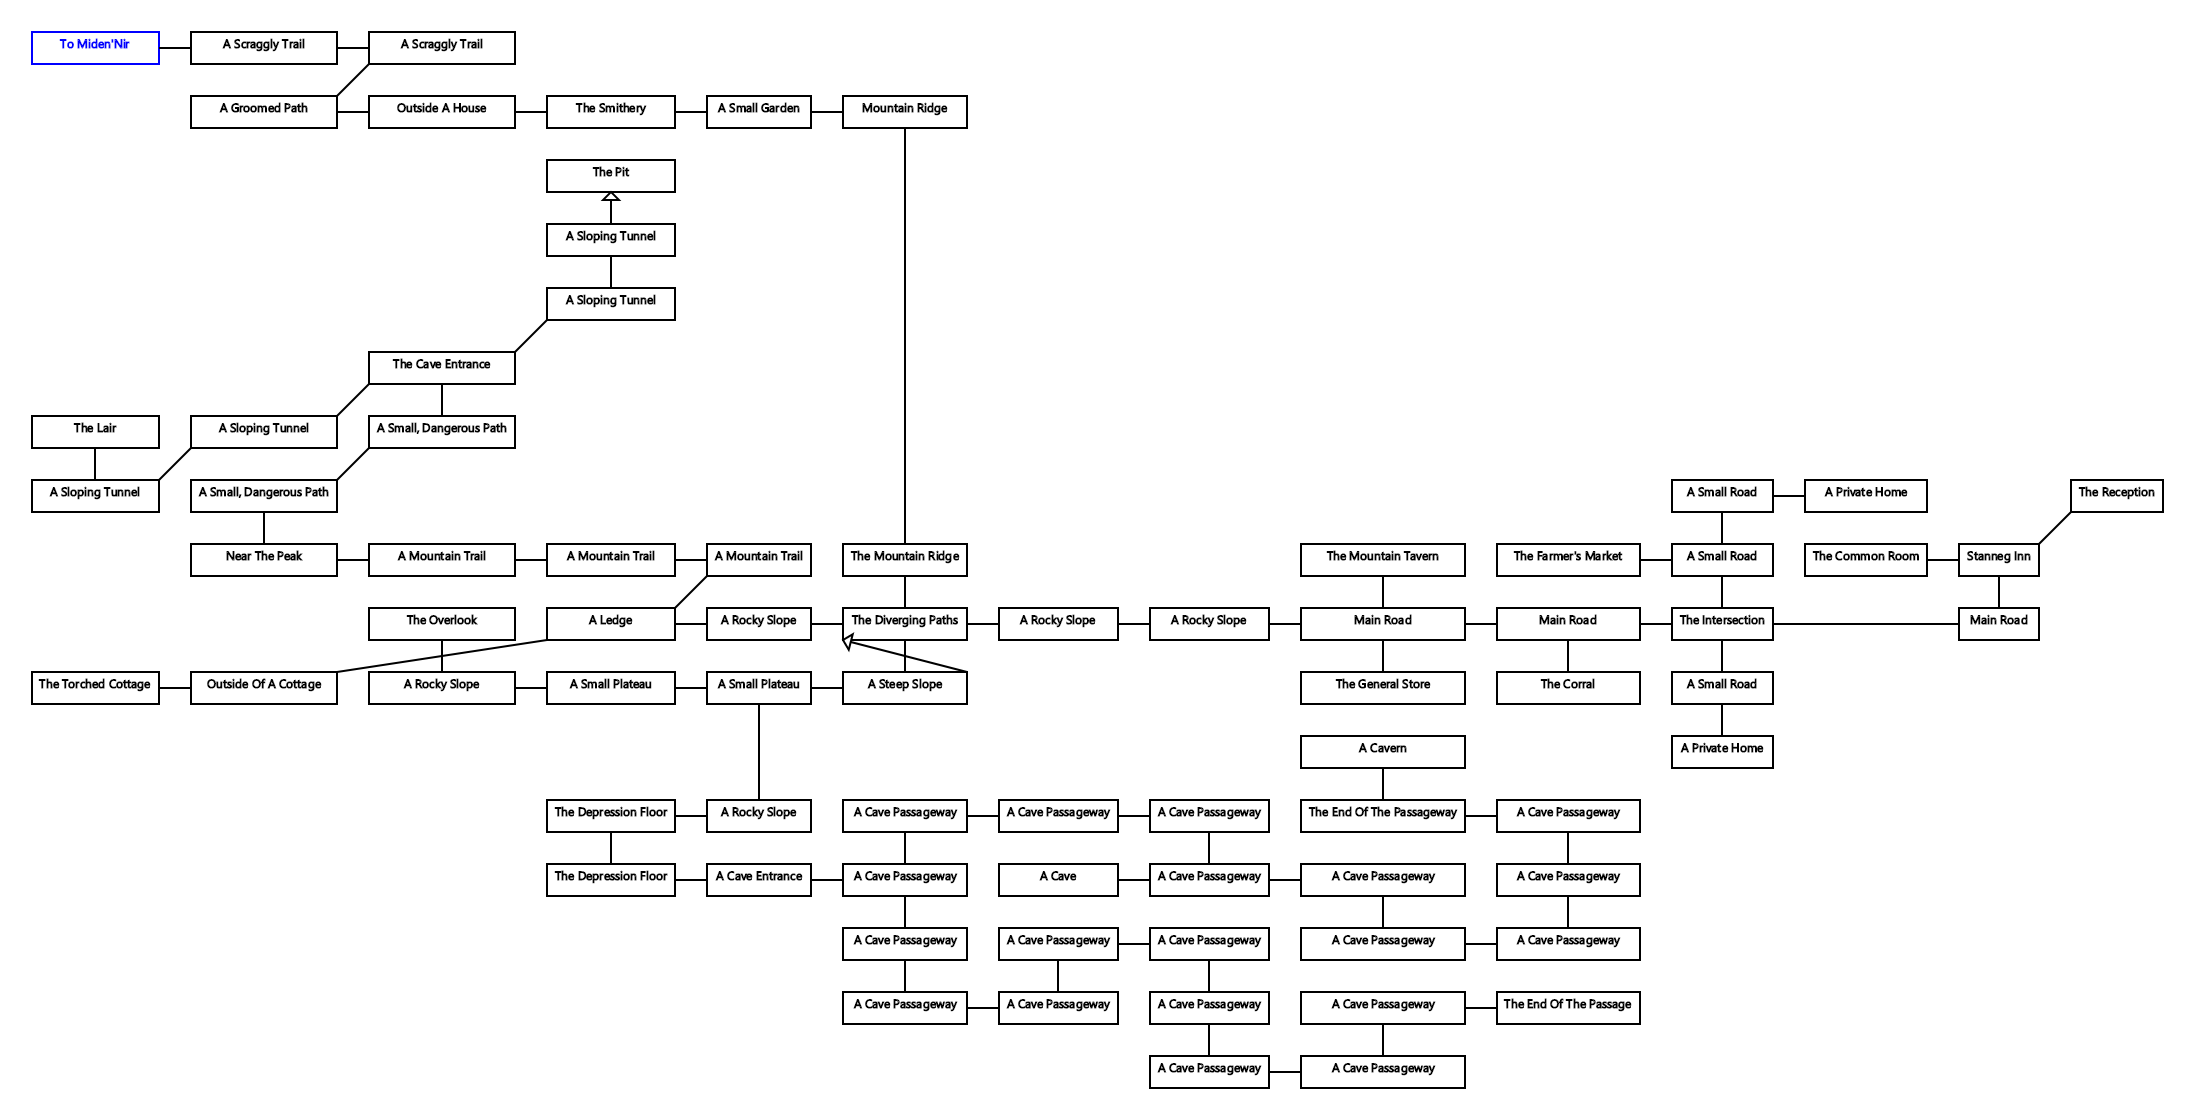 To Miden'Nir
A Scraggly Trail
A Scraggly Trail
A Groomed Path
Outside A House
The Smithery
A Small Garden
Mountain Ridge
The Pit
A Sloping Tunnel
A Sloping Tunnel
The Cave Entrance
The Lair
A Sloping Tunnel
A Small, Dangerous Path
A Sloping Tunnel
A Small, Dangerous Path
A Small Road
A Private Home
The Reception
Near The Peak
A Mountain Trail
A Mountain Trail
A Mountain Trail
The Mountain Ridge
The Mountain Tavern
The Farmer's Market
A Small Road
The Common Room
Stanneg Inn
The Overlook
A Ledge
A Rocky Slope
The Diverging Paths
A Rocky Slope
A Rocky Slope
Main Road
Main Road
The Intersection
Main Road
The Torched Cottage
Outside Of A Cottage
A Rocky Slope
A Small Plateau
A Small Plateau
A Steep Slope
The General Store
The Corral
A Small Road
A Cavern
A Private Home
The Depression Floor
A Rocky Slope
A Cave Passageway
A Cave Passageway
A Cave Passageway
The End Of The Passageway
A Cave Passageway
The Depression Floor
A Cave Entrance
A Cave Passageway
A Cave
A Cave Passageway
A Cave Passageway
A Cave Passageway
A Cave Passageway
A Cave Passageway
A Cave Passageway
A Cave Passageway
A Cave Passageway
A Cave Passageway
A Cave Passageway
A Cave Passageway
A Cave Passageway
The End Of The Passage
A Cave Passageway
A Cave Passageway